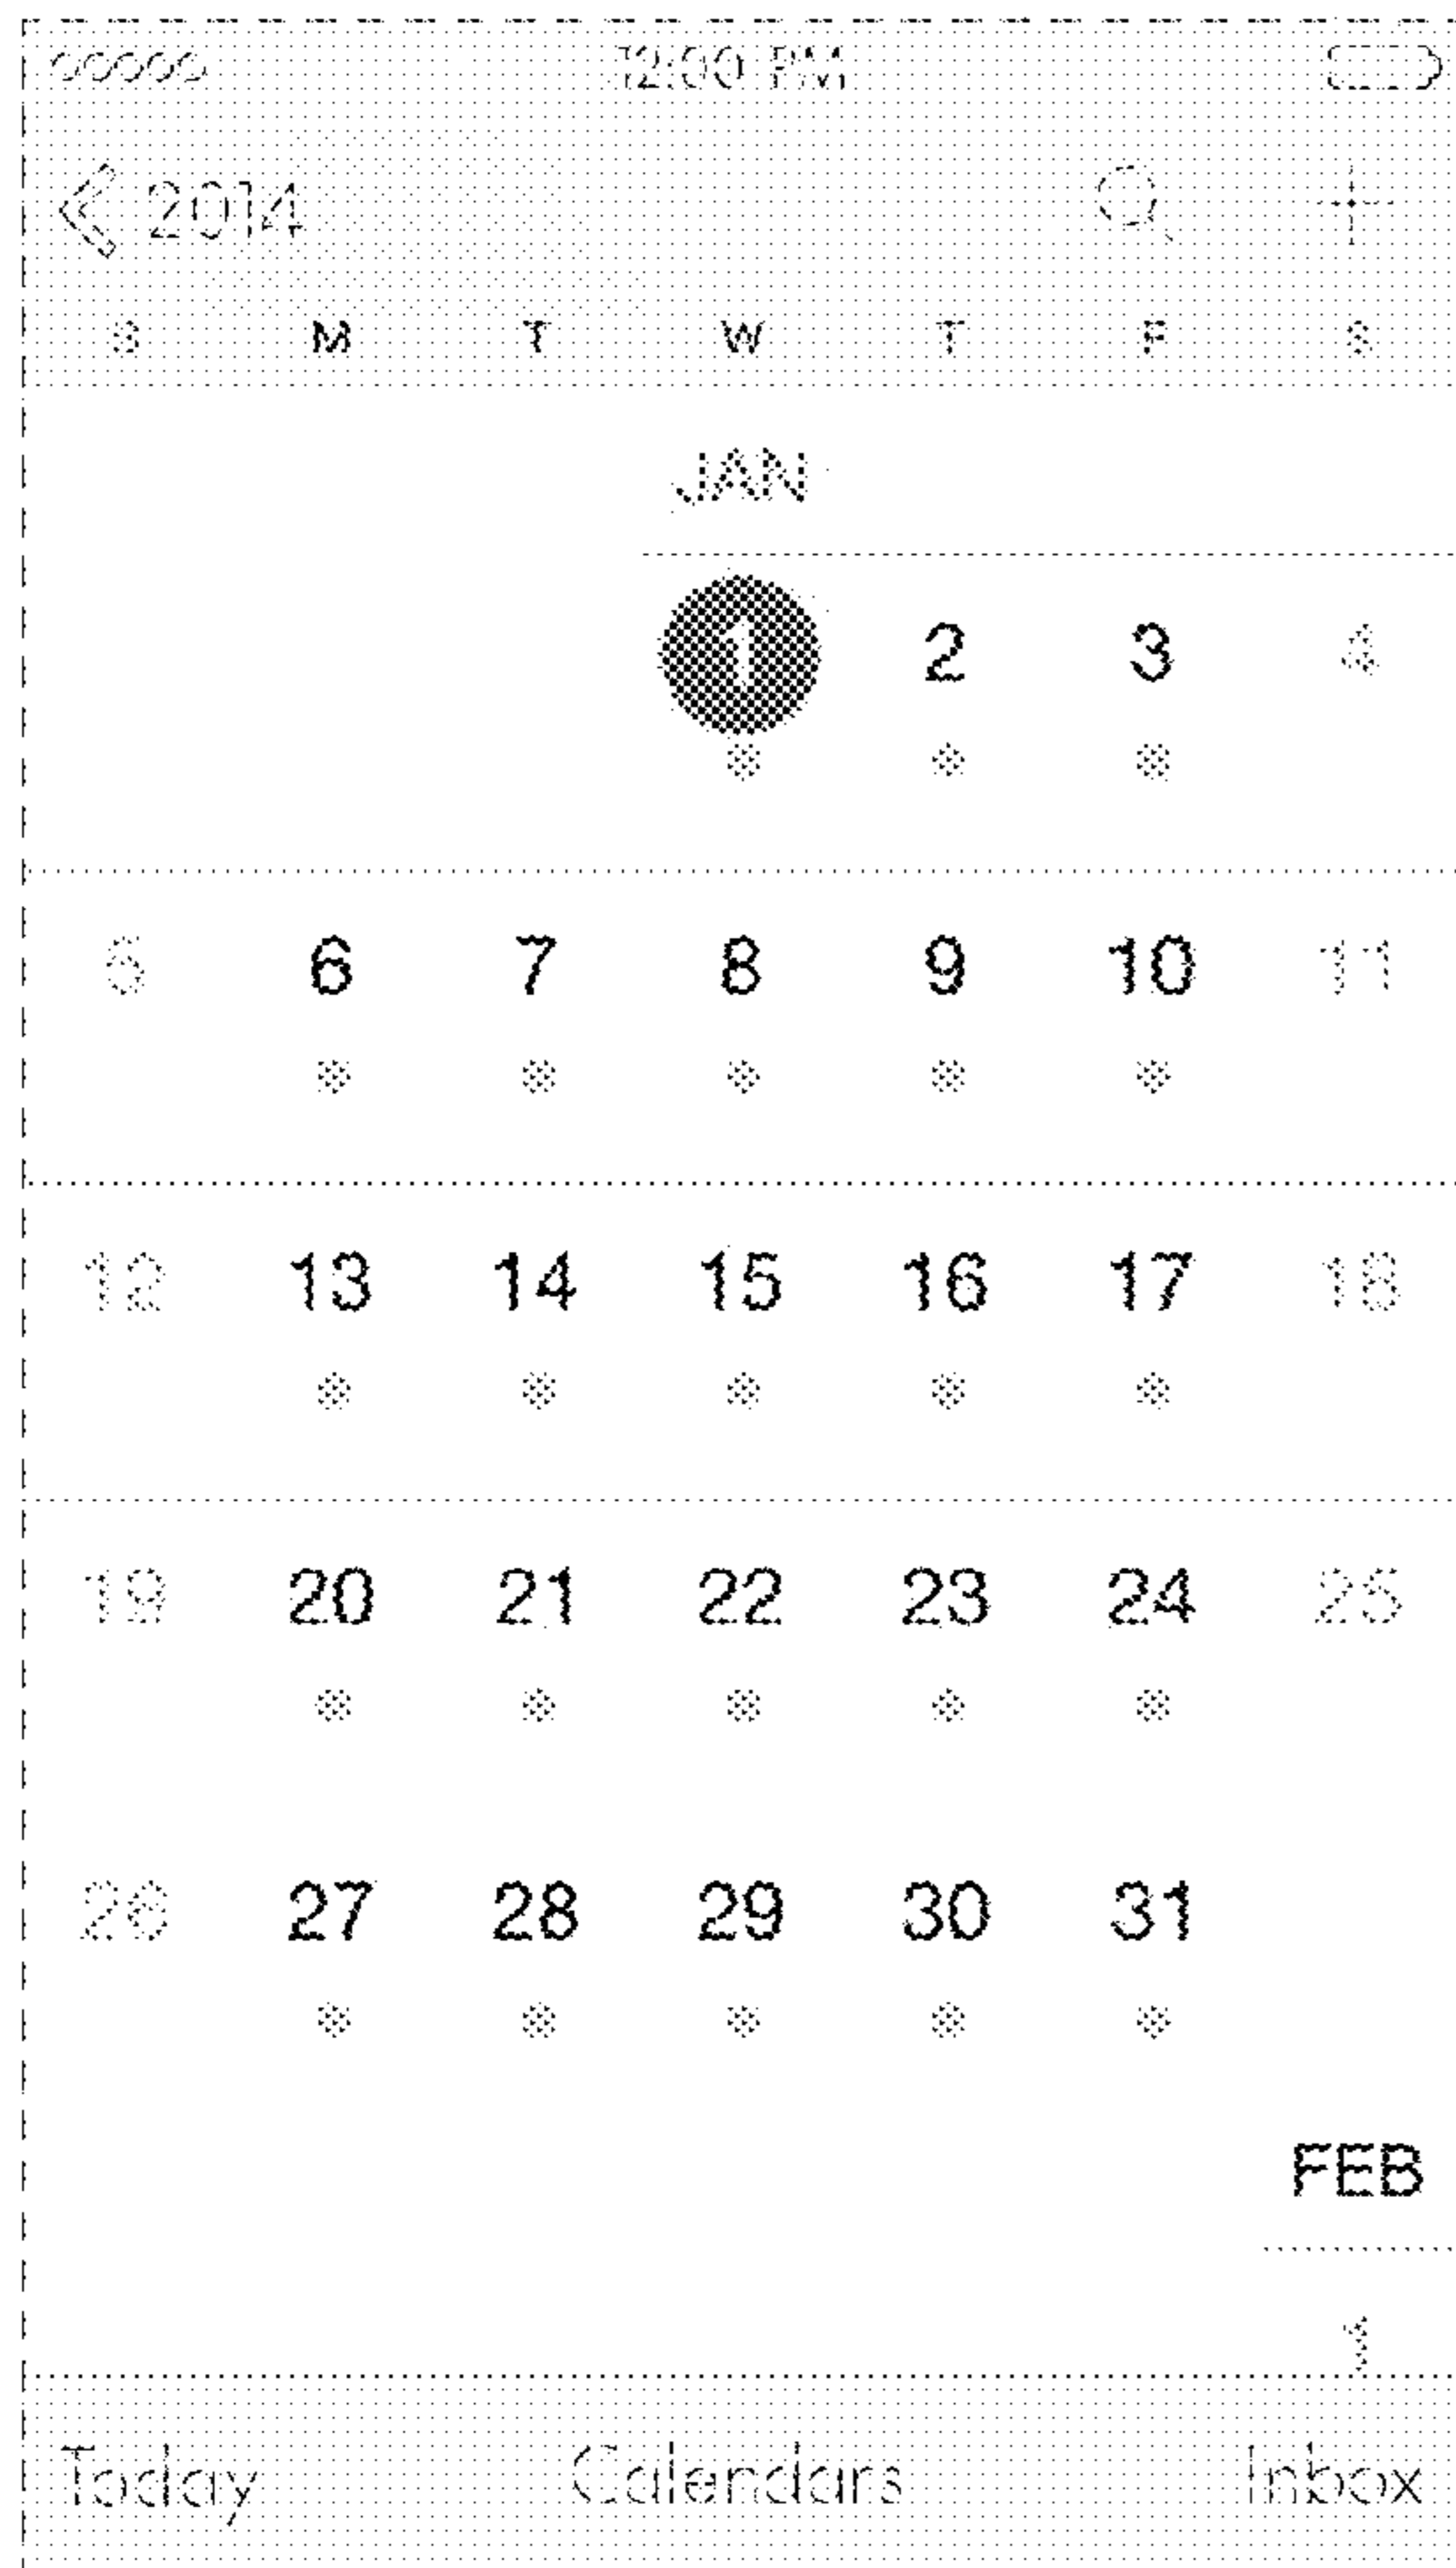 12:00 PM
2014
S M T W T F S
JAN
1 2 3 4
5 6 7 8 9 10 11
12 13 14 15 16 17 18
19 20 21 22 23 24 25
26 27 28 29 30 31
FEB
1
Today Calendars Inbox